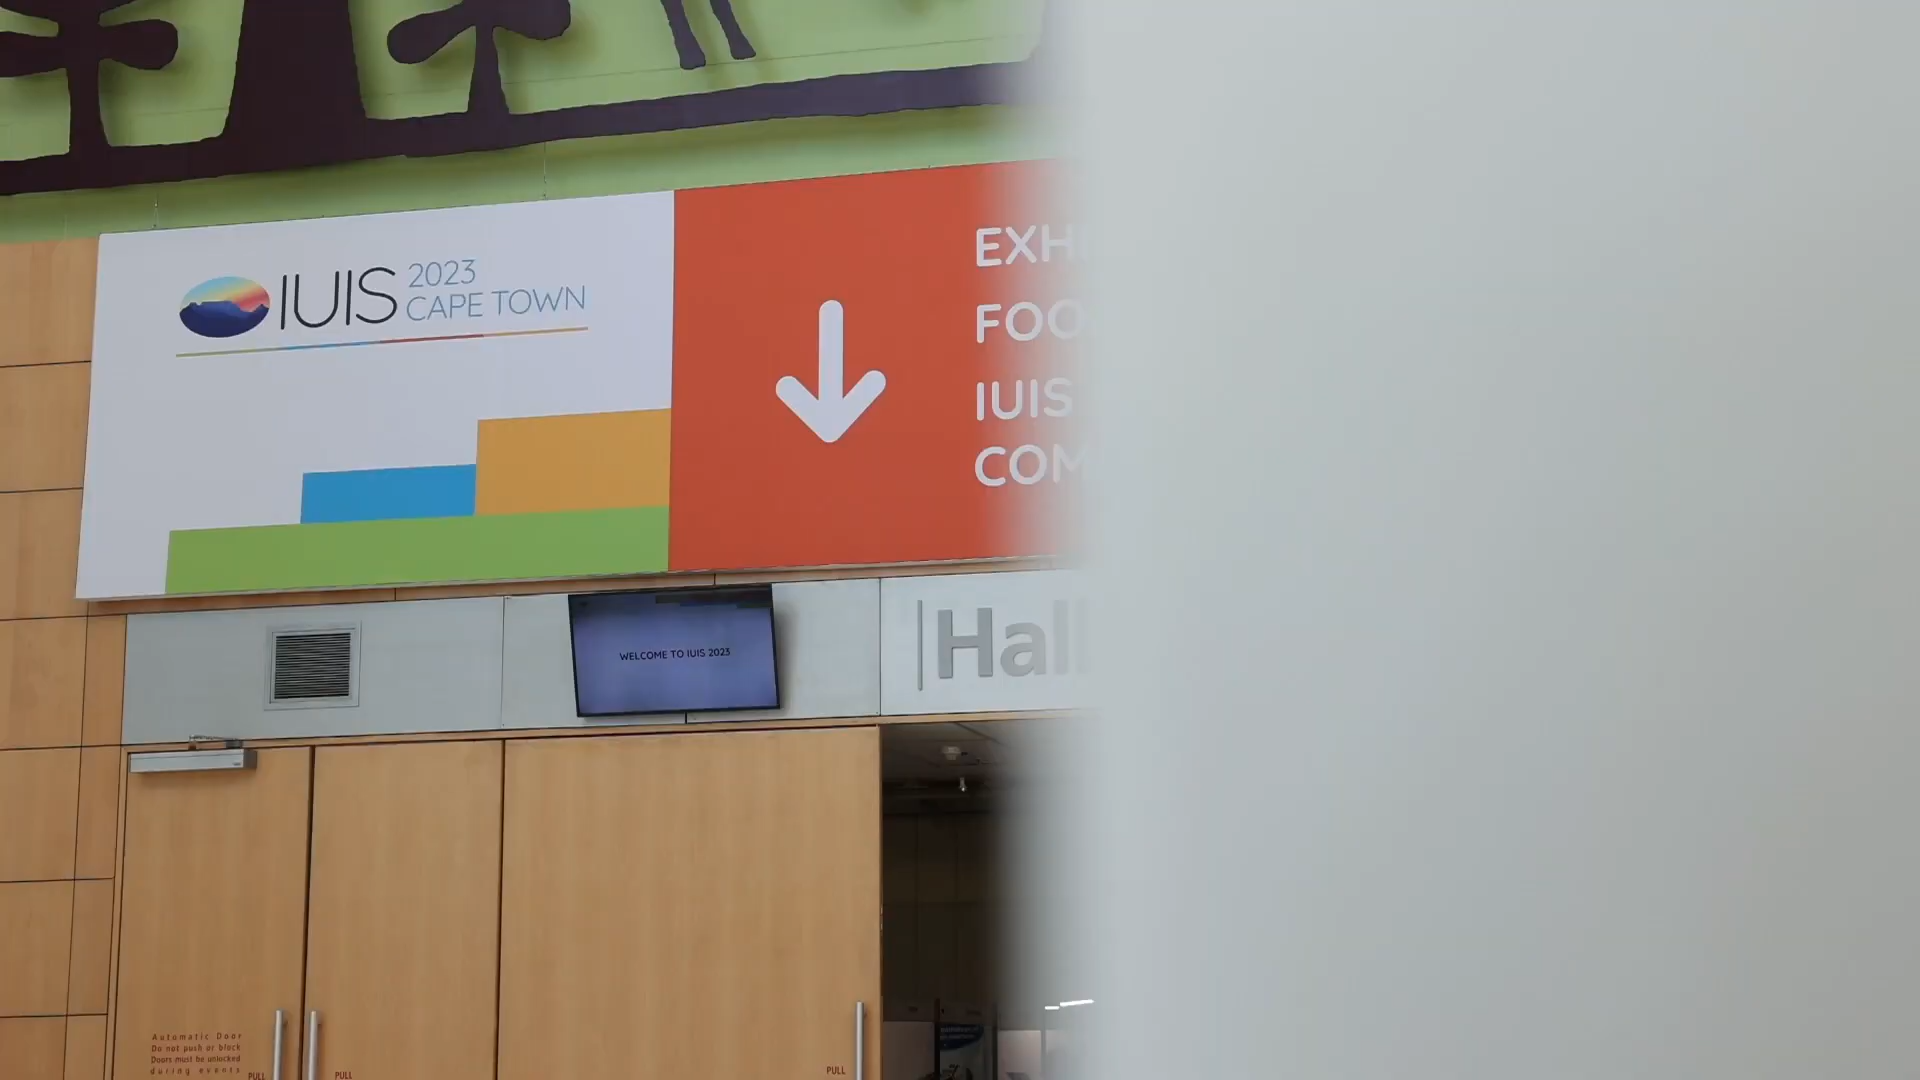 IUIS 2023
CAPE TOWN
EXH
FOO
IUIS
COM
WELCOME TO IUIS 2023
Hall
Automatic Door
Do not push or block
Doors must be unlocked
during events
PULL
PULL
PULL